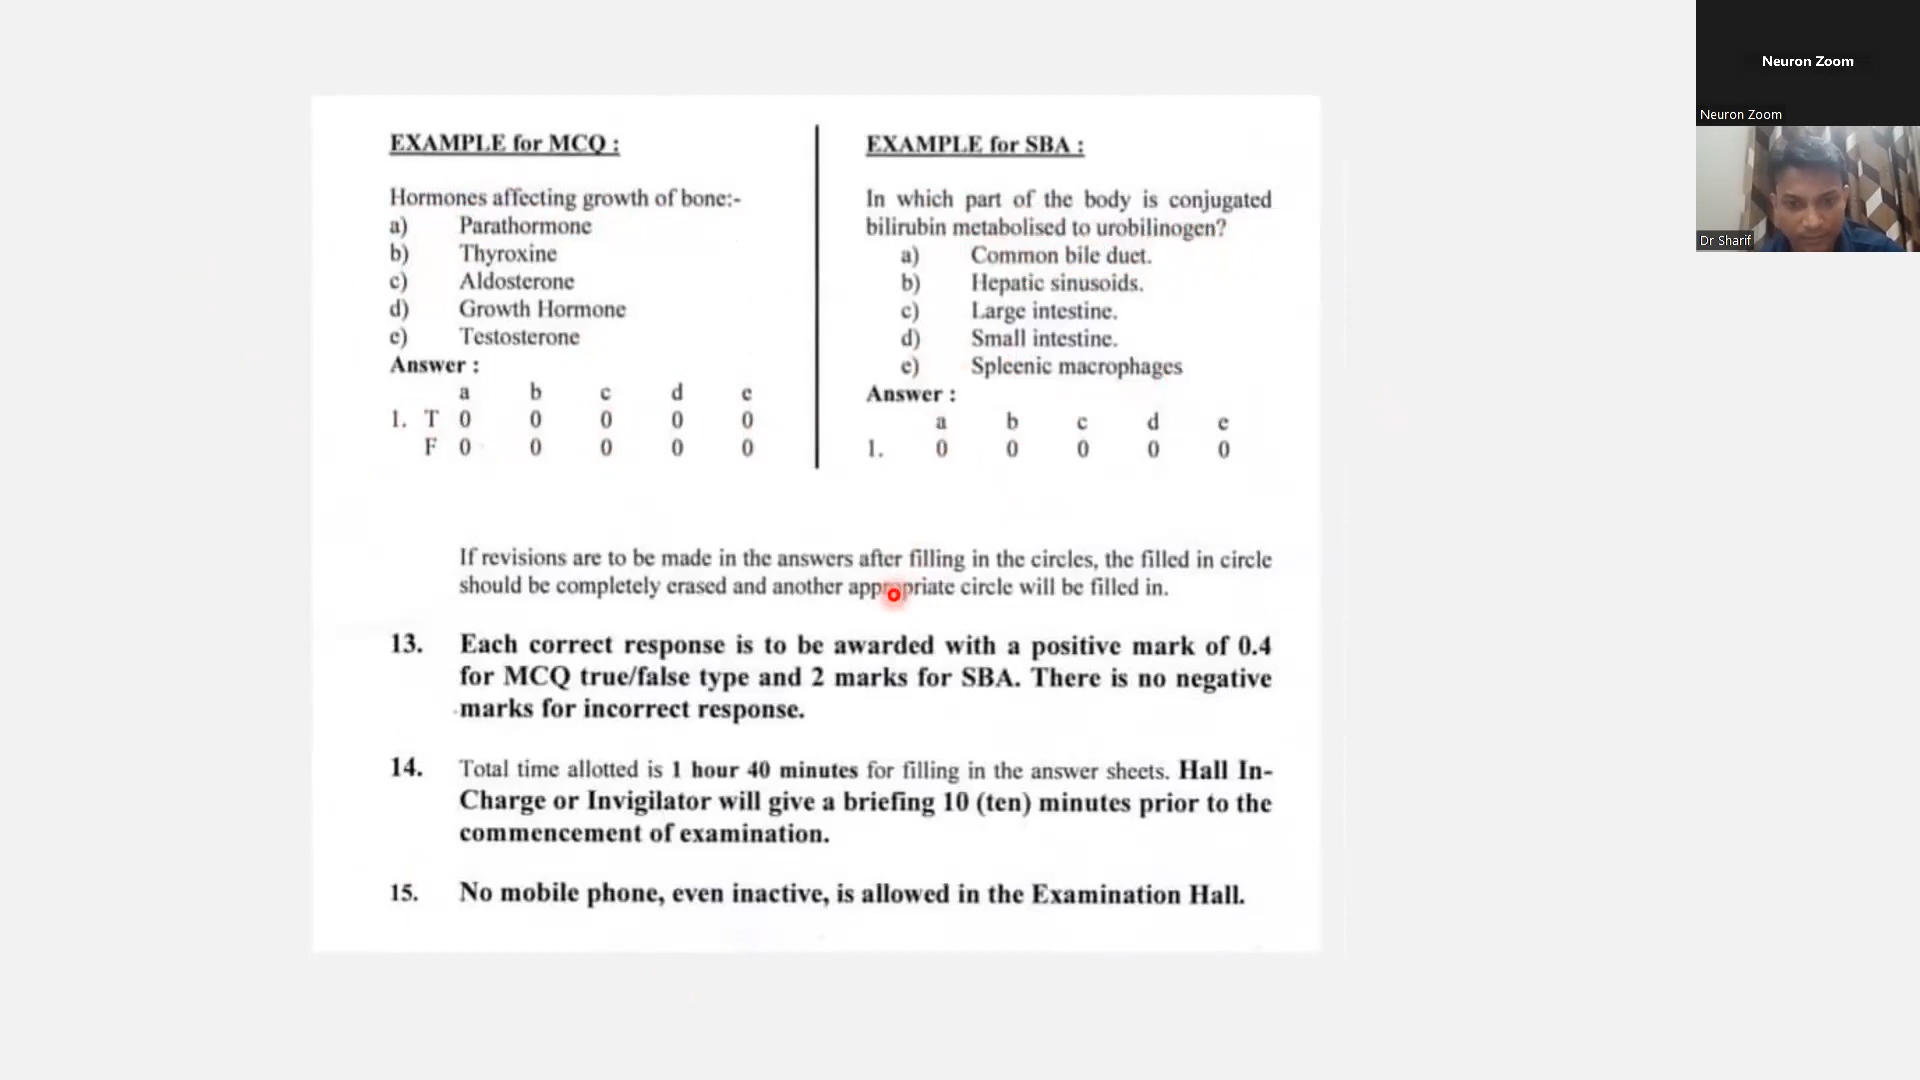 EXAMPLE for MCQ :
Hormones affecting growth of bone:-
a) Parathormone
b) Thyroxine
c) Aldosterone
d) Growth Hormone
e) Testosterone
Answer :
a b c d e
1. T 0 0 0 0 0
F 0 0 0 0 0
EXAMPLE for SBA :
In which part of the body is conjugated
bilirubin metabolised to urobilinogen?
a) Common bile duct.
b) Hepatic sinusoids.
c) Large intestine.
d) Small intestine.
e) Spleenic macrophages
Answer :
a b c d e
1. 0 0 0 0 0
If revisions are to be made in the answers after filling in the circles, the filled in circle
should be completely erased and another appropriate circle will be filled in.
13. Each correct response is to be awarded with a positive mark of 0.4
for MCQ true/false type and 2 marks for SBA. There is no negative
marks for incorrect response.
14. Total time allotted is 1 hour 40 minutes for filling in the answer sheets. Hall In-
Charge or Invigilator will give a briefing 10 (ten) minutes prior to the
commencement of examination.
15. No mobile phone, even inactive, is allowed in the Examination Hall.
Neuron Zoom
Neuron Zoom
Dr Sharif